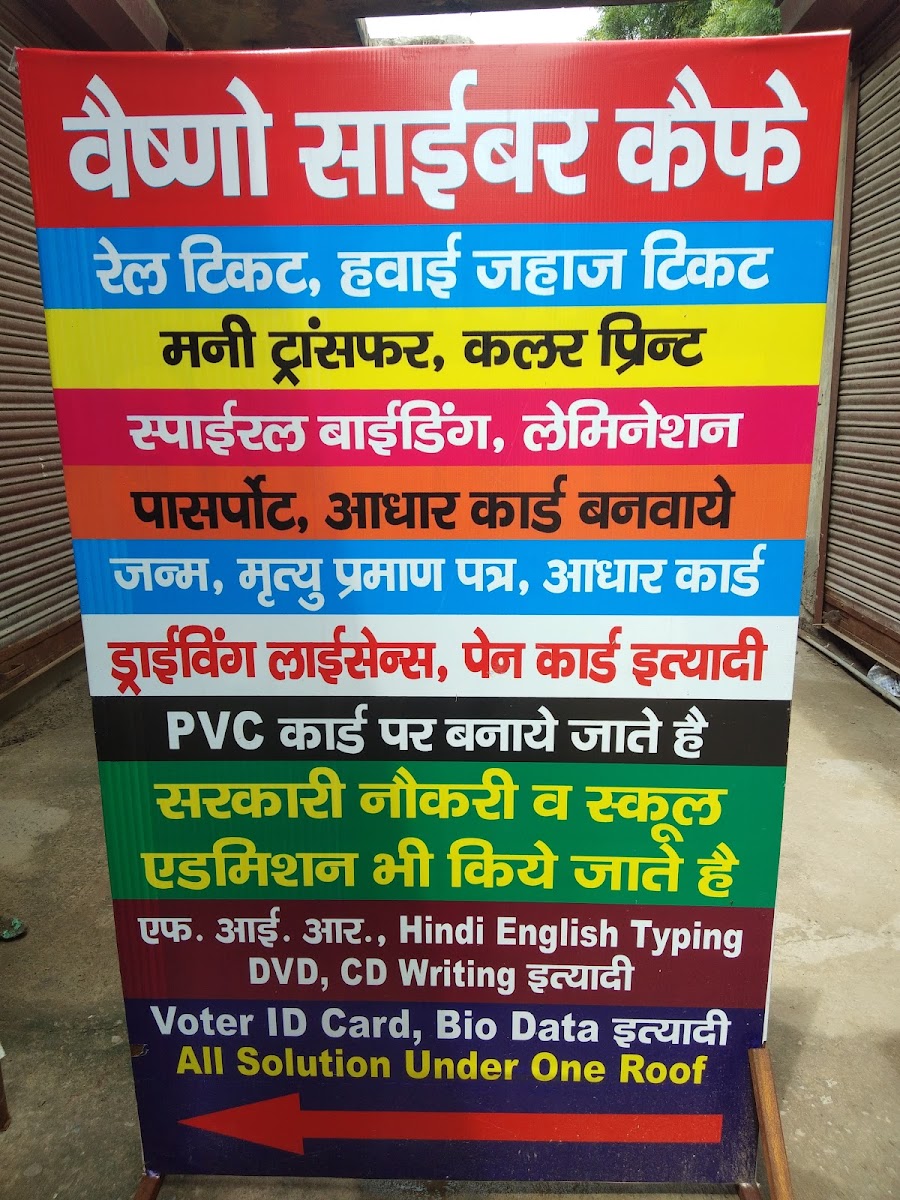 वैष्णो साईबर कैफे
रेल टिकट, हवाई जहाज टिकट
मनी ट्रांसफर, कलर प्रिन्ट
स्पाईरल बाईडिंग, लेमिनेशन
पासर्पोट, आधार कार्ड बनवाये
जन्म, मृत्यु प्रमाण पत्र, आधार कार्ड
ड्राईविंग लाईसेन्स, पेन कार्ड इत्यादी
PVC कार्ड पर बनाये जाते है
सरकारी नौकरी व स्कूल
एडमिशन भी किये जाते है
एफ. आई. आर., Hindi English Typing
DVD, CD Writing इत्यादी
Voter ID Card, Bio Data इत्यादी
All Solution Under One Roof